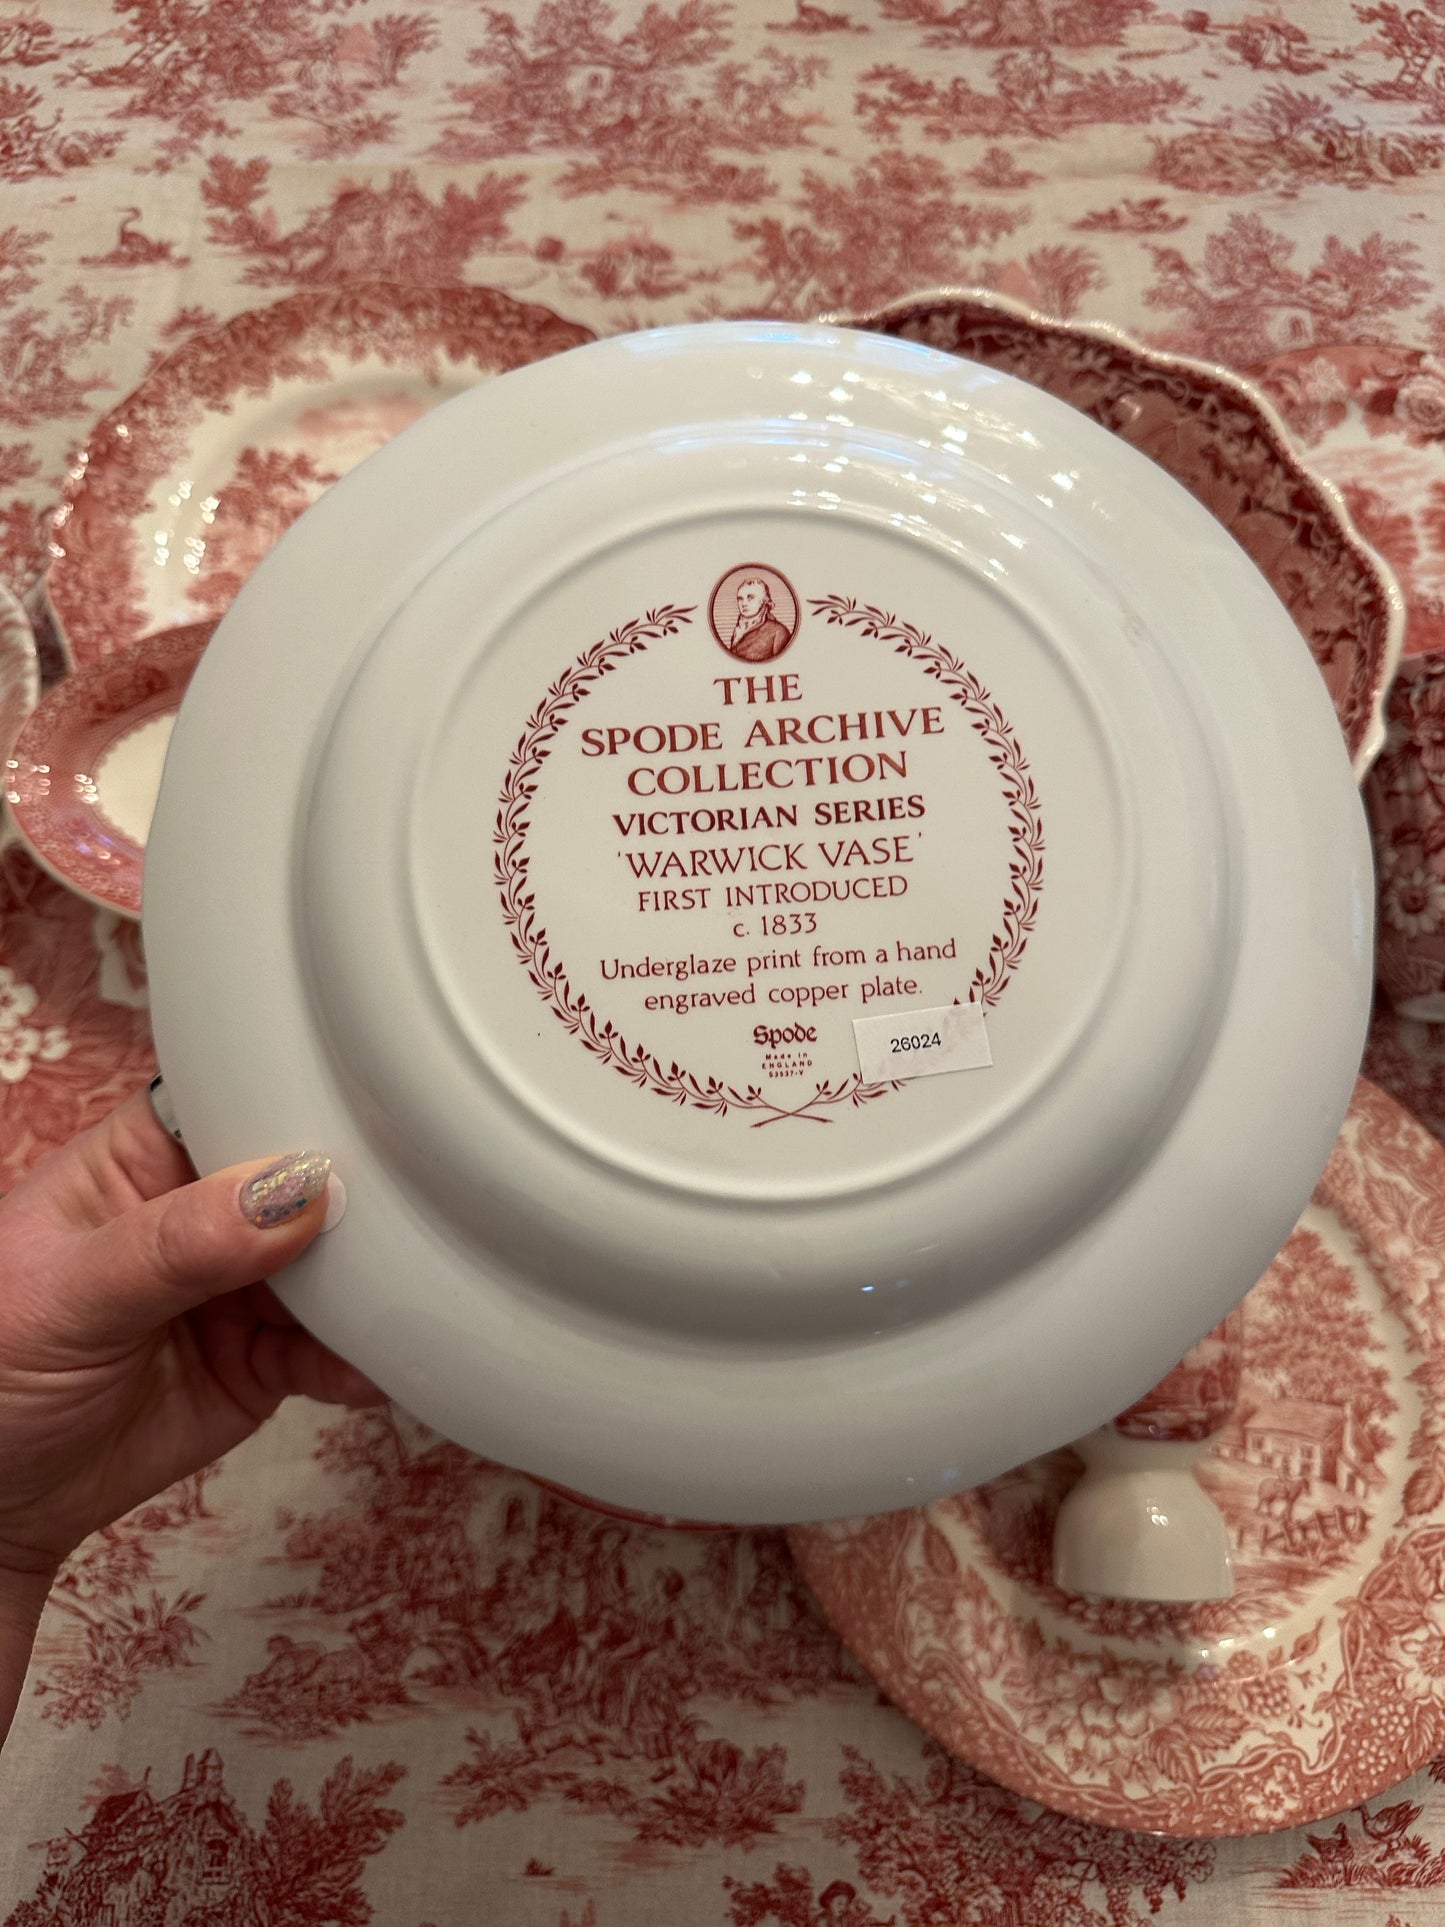 THE
SPODE ARCHIVE
COLLECTION
VICTORIAN SERIES
'WARWICK VASE'
FIRST INTRODUCED
c. 1833
Underglaze print from a hand
engraved copper plate.
Spode
Made in
ENGLAND
26024